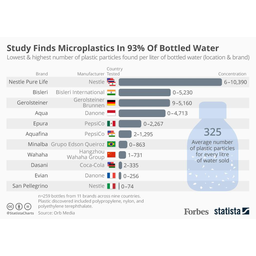 Study Finds Microplastics In 93% Of Bottled Water
Lowest & highest number of plastic particles found per liter of bottled water (location & brand)
Brand Manufacturer Country Tested Concentration
Nestle Pure Life Nestle 6–10,390
Bisleri Bisleri International 0–5,230
Gerolsteiner Gerolsteiner Brunnen 9–5,160
Aqua Danone 0–4,713
Epura PepsiCo 0–2,267
Aquafina PepsiCo 2–1,295
Minalba Grupo Edson Queiroz 0–863
Wahaha Hangzhou Wahaha Group 1–731
Dasani Coca-Cola 2–335
Evian Danone 0–256
San Pellegrino Nestle 0–74
325
Average number
of plastic particles
for every litre
of water sold
n=259 bottles from 11 brands across nine countries.
Plastic discovered included polypropylene, nylon, and
polyethylene terephthalate.
@StatistaCharts Source: Orb Media
Forbes statista